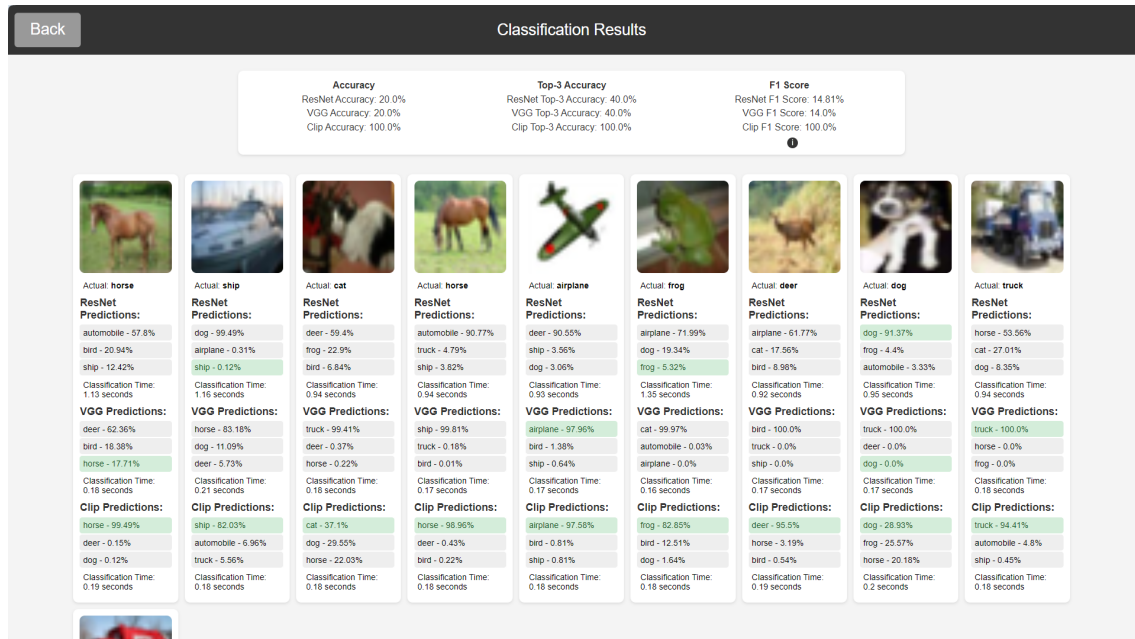 Back
Classification Results
Accuracy
ResNet Accuracy: 20.0%
VGG Accuracy: 20.0%
Clip Accuracy: 100.0%
Top-3 Accuracy
ResNet Top-3 Accuracy: 40.0%
VGG Top-3 Accuracy: 40.0%
Clip Top-3 Accuracy: 100.0%
F1 Score
ResNet F1 Score: 14.81%
VGG F1 Score: 14.0%
Clip F1 Score: 100.0%
i
Actual: horse
ResNet
Predictions:
automobile - 57.8%
bird - 20.94%
ship - 12.42%
Classification Time:
1.13 seconds
VGG Predictions:
deer - 62.36%
bird - 18.38%
horse - 17.71%
Classification Time:
0.18 seconds
Clip Predictions:
horse - 99.49%
deer - 0.15%
dog - 0.12%
Classification Time:
0.19 seconds
Actual: ship
ResNet
Predictions:
dog - 99.49%
airplane - 0.31%
ship - 0.12%
Classification Time:
1.16 seconds
VGG Predictions:
horse - 83.18%
dog - 11.09%
deer - 5.73%
Classification Time:
0.21 seconds
Clip Predictions:
ship - 82.03%
automobile - 6.96%
truck - 5.56%
Classification Time:
0.18 seconds
Actual: cat
ResNet
Predictions:
deer - 59.4%
frog - 22.9%
bird - 6.84%
Classification Time:
0.94 seconds
VGG Predictions:
truck - 99.41%
deer - 0.37%
horse - 0.22%
Classification Time:
0.18 seconds
Clip Predictions:
cat - 37.1%
dog - 29.55%
horse - 22.03%
Classification Time:
0.18 seconds
Actual: horse
ResNet
Predictions:
automobile - 90.77%
truck - 4.79%
ship - 3.82%
Classification Time:
0.94 seconds
VGG Predictions:
ship - 99.81%
truck - 0.18%
bird - 0.01%
Classification Time:
0.17 seconds
Clip Predictions:
horse - 98.96%
deer - 0.43%
bird - 0.22%
Classification Time:
0.18 seconds
Actual: airplane
ResNet
Predictions:
deer - 90.55%
ship - 3.56%
dog - 3.06%
Classification Time:
0.93 seconds
VGG Predictions:
airplane - 97.96%
bird - 1.38%
ship - 0.64%
Classification Time:
0.17 seconds
Clip Predictions:
airplane - 97.58%
bird - 0.81%
ship - 0.81%
Classification Time:
0.18 seconds
Actual: frog
ResNet
Predictions:
airplane - 71.99%
dog - 19.34%
frog - 5.32%
Classification Time:
1.35 seconds
VGG Predictions:
cat - 99.97%
automobile - 0.03%
airplane - 0.0%
Classification Time:
0.16 seconds
Clip Predictions:
frog - 82.85%
bird - 12.51%
dog - 1.64%
Classification Time:
0.18 seconds
Actual: deer
ResNet
Predictions:
airplane - 61.77%
cat - 17.56%
bird - 8.98%
Classification Time:
0.92 seconds
VGG Predictions:
bird - 100.0%
truck - 0.0%
ship - 0.0%
Classification Time:
0.17 seconds
Clip Predictions:
deer - 95.5%
horse - 3.19%
bird - 0.54%
Classification Time:
0.19 seconds
Actual: dog
ResNet
Predictions:
dog - 91.37%
frog - 4.4%
automobile - 3.33%
Classification Time:
0.95 seconds
VGG Predictions:
truck - 100.0%
deer - 0.0%
dog - 0.0%
Classification Time:
0.17 seconds
Clip Predictions:
dog - 28.93%
frog - 25.57%
horse - 20.18%
Classification Time:
0.2 seconds
Actual: truck
ResNet
Predictions:
horse - 53.56%
cat - 27.01%
dog - 8.35%
Classification Time:
0.94 seconds
VGG Predictions:
truck - 100.0%
horse - 0.0%
frog - 0.0%
Classification Time:
0.18 seconds
Clip Predictions:
truck - 94.41%
automobile - 4.8%
ship - 0.45%
Classification Time:
0.18 seconds